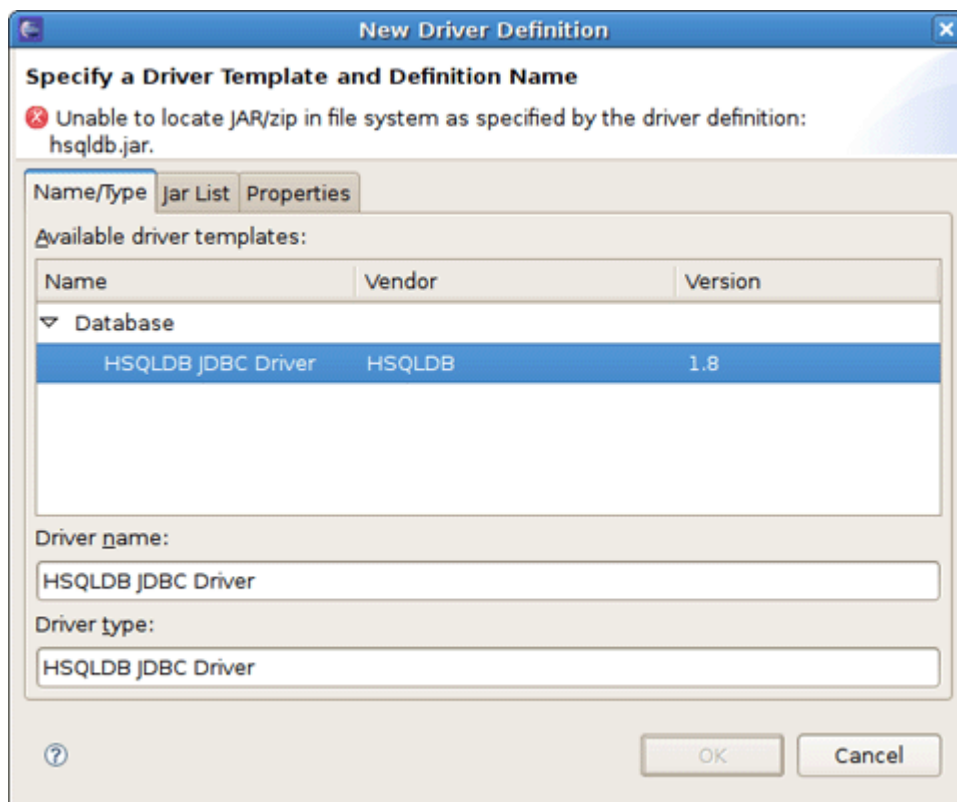 New Driver Definition
Specify a Driver Template and Definition Name
Unable to locate JAR/zip in file system as specified by the driver definition:
hsqldb.jar.
Name/Type Jar List Properties
Available driver templates:
Name Vendor Version
Database
HSQLDB JDBC Driver HSQLDB 1.8
Driver name:
HSQLDB JDBC Driver
Driver type:
HSQLDB JDBC Driver
OK Cancel